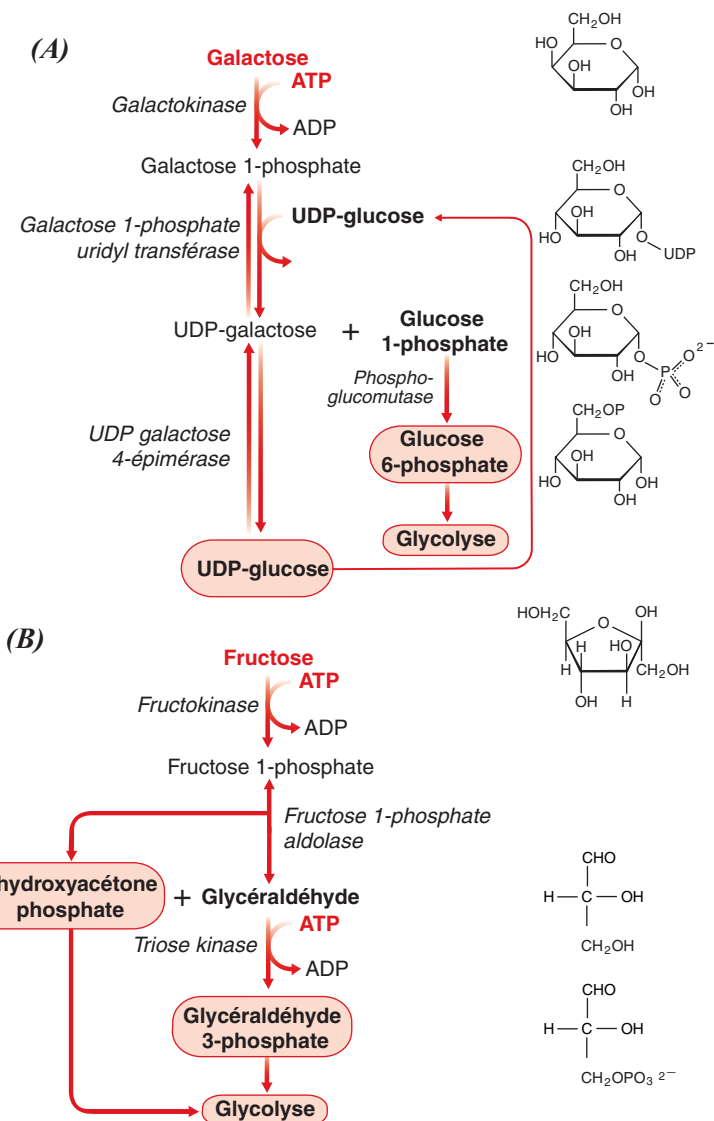 (A)
Galactose
ATP
Galactokinase
ADP
Galactose 1-phosphate
Galactose 1-phosphate
uridyl transférase
UDP-glucose
UDP-galactose
+
Glucose
1-phosphate
Phospho-
glucomutase
UDP galactose
4-épimérase
Glucose
6-phosphate
Glycolyse
UDP-glucose
CH₂OH
HO
O
OH
OH
OH
CH₂OH
O
OH
HO
O
OH
UDP
CH₂OH
O
OH
HO
O
OH
P
O²⁻
O
O
CH₂OP
O
OH
HO
OH
OH
(B)
Fructose
ATP
Fructokinase
ADP
Fructose 1-phosphate
Fructose 1-phosphate
aldolase
hydroxyacétone
phosphate
+
Glycéraldéhyde
ATP
Triose kinase
ADP
Glycéraldéhyde
3-phosphate
Glycolyse
HOH₂C
O
OH
H
HO
H
CH₂OH
OH
H
CHO
H
C
OH
CH₂OH
CHO
H
C
OH
CH₂OPO₃²⁻